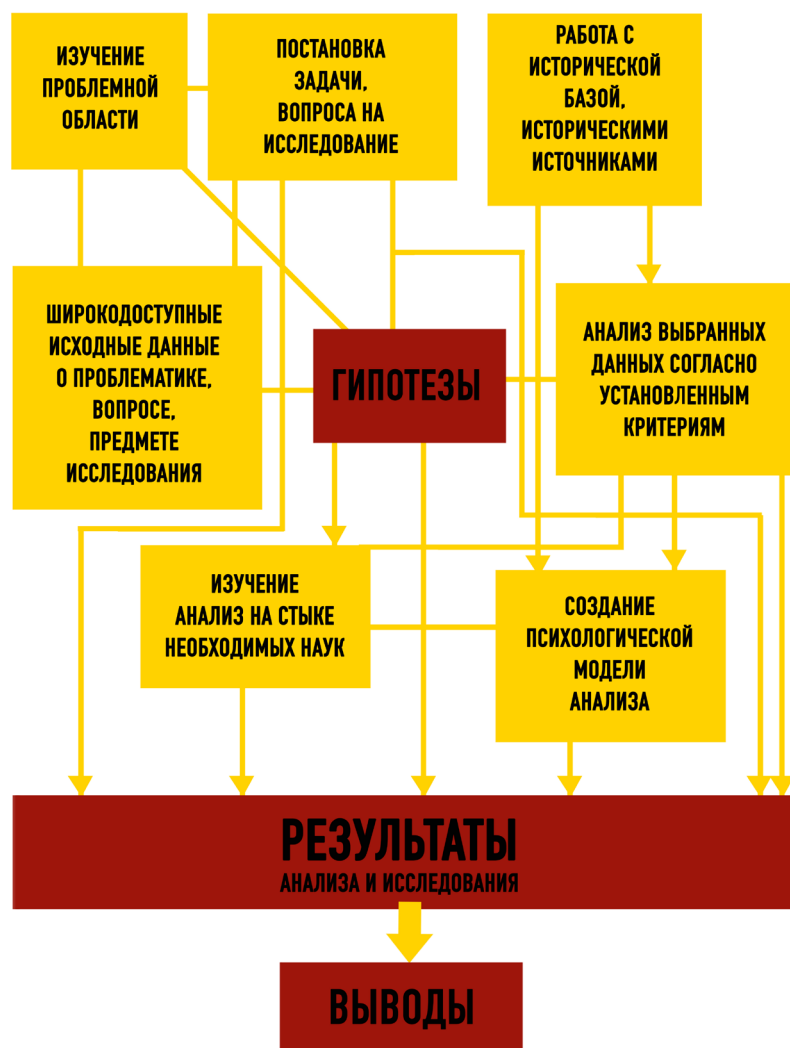 ИЗУЧЕНИЕ
ПРОБЛЕМНОЙ
ОБЛАСТИ
ПОСТАНОВКА
ЗАДАЧИ,
ВОПРОСА НА
ИССЛЕДОВАНИЕ
РАБОТА С
ИСТОРИЧЕСКОЙ
БАЗОЙ,
ИСТОРИЧЕСКИМИ
ИСТОЧНИКАМИ
ШИРОКОДОСТУПНЫЕ
ИСХОДНЫЕ ДАННЫЕ
О ПРОБЛЕМАТИКЕ,
ВОПРОСЕ,
ПРЕДМЕТЕ
ИССЛЕДОВАНИЯ
ГИПОТЕЗЫ
АНАЛИЗ ВЫБРАННЫХ
ДАННЫХ СОГЛАСНО
УСТАНОВЛЕННЫМ
КРИТЕРИЯМ
ИЗУЧЕНИЕ
АНАЛИЗ НА СТЫКЕ
НЕОБХОДИМЫХ НАУК
СОЗДАНИЕ
ПСИХОЛОГИЧЕСКОЙ
МОДЕЛИ
АНАЛИЗА
РЕЗУЛЬТАТЫ
АНАЛИЗА И ИССЛЕДОВАНИЯ
ВЫВОДЫ